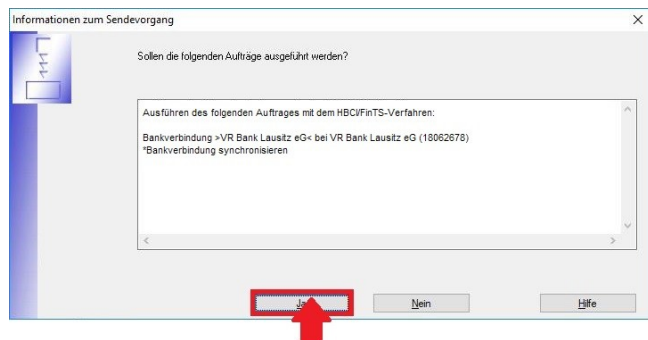 Informationen zum Sendevorgang
Sollen die folgenden Aufträge ausgeführt werden?
Ausführen des folgenden Auftrages mit dem HBCI/FinTS-Verfahren:
Bankverbindung >VR Bank Lausitz eG< bei VR Bank Lausitz eG (18062678)
*Bankverbindung synchronisieren
Nein
Hilfe